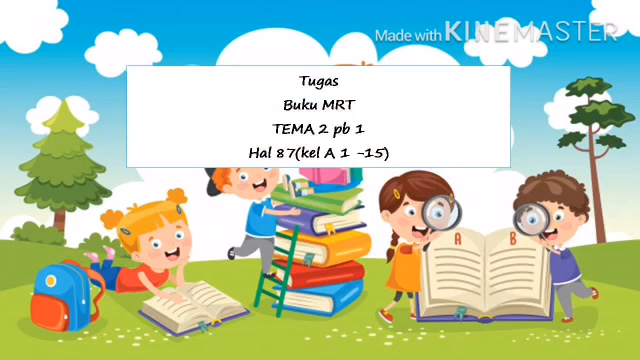 Made with KINEMASTER
Tugas
Buku MRT
TEMA 2 pb 1
Hal 87(kel A 1 -15)
A B